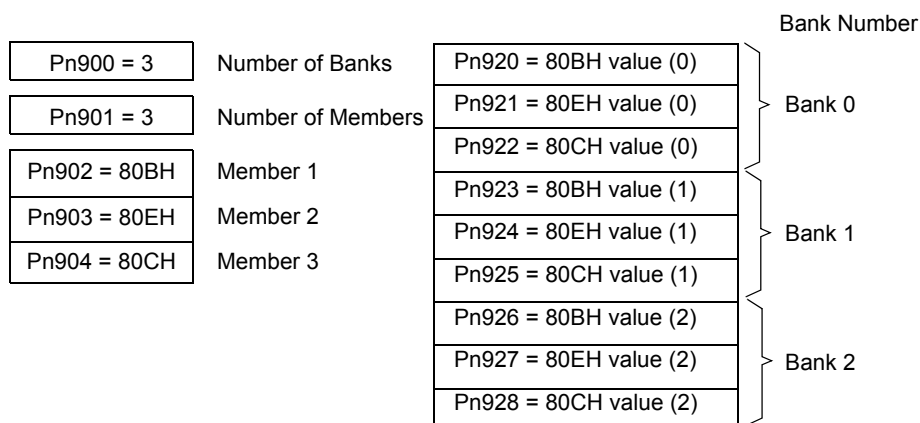 Bank Number
Pn900 = 3 Number of Banks
Pn901 = 3 Number of Members
Pn902 = 80BH Member 1
Pn903 = 80EH Member 2
Pn904 = 80CH Member 3
Pn920 = 80BH value (0)
Pn921 = 80EH value (0)
Pn922 = 80CH value (0)
Bank 0
Pn923 = 80BH value (1)
Pn924 = 80EH value (1)
Pn925 = 80CH value (1)
Bank 1
Pn926 = 80BH value (2)
Pn927 = 80EH value (2)
Pn928 = 80CH value (2)
Bank 2